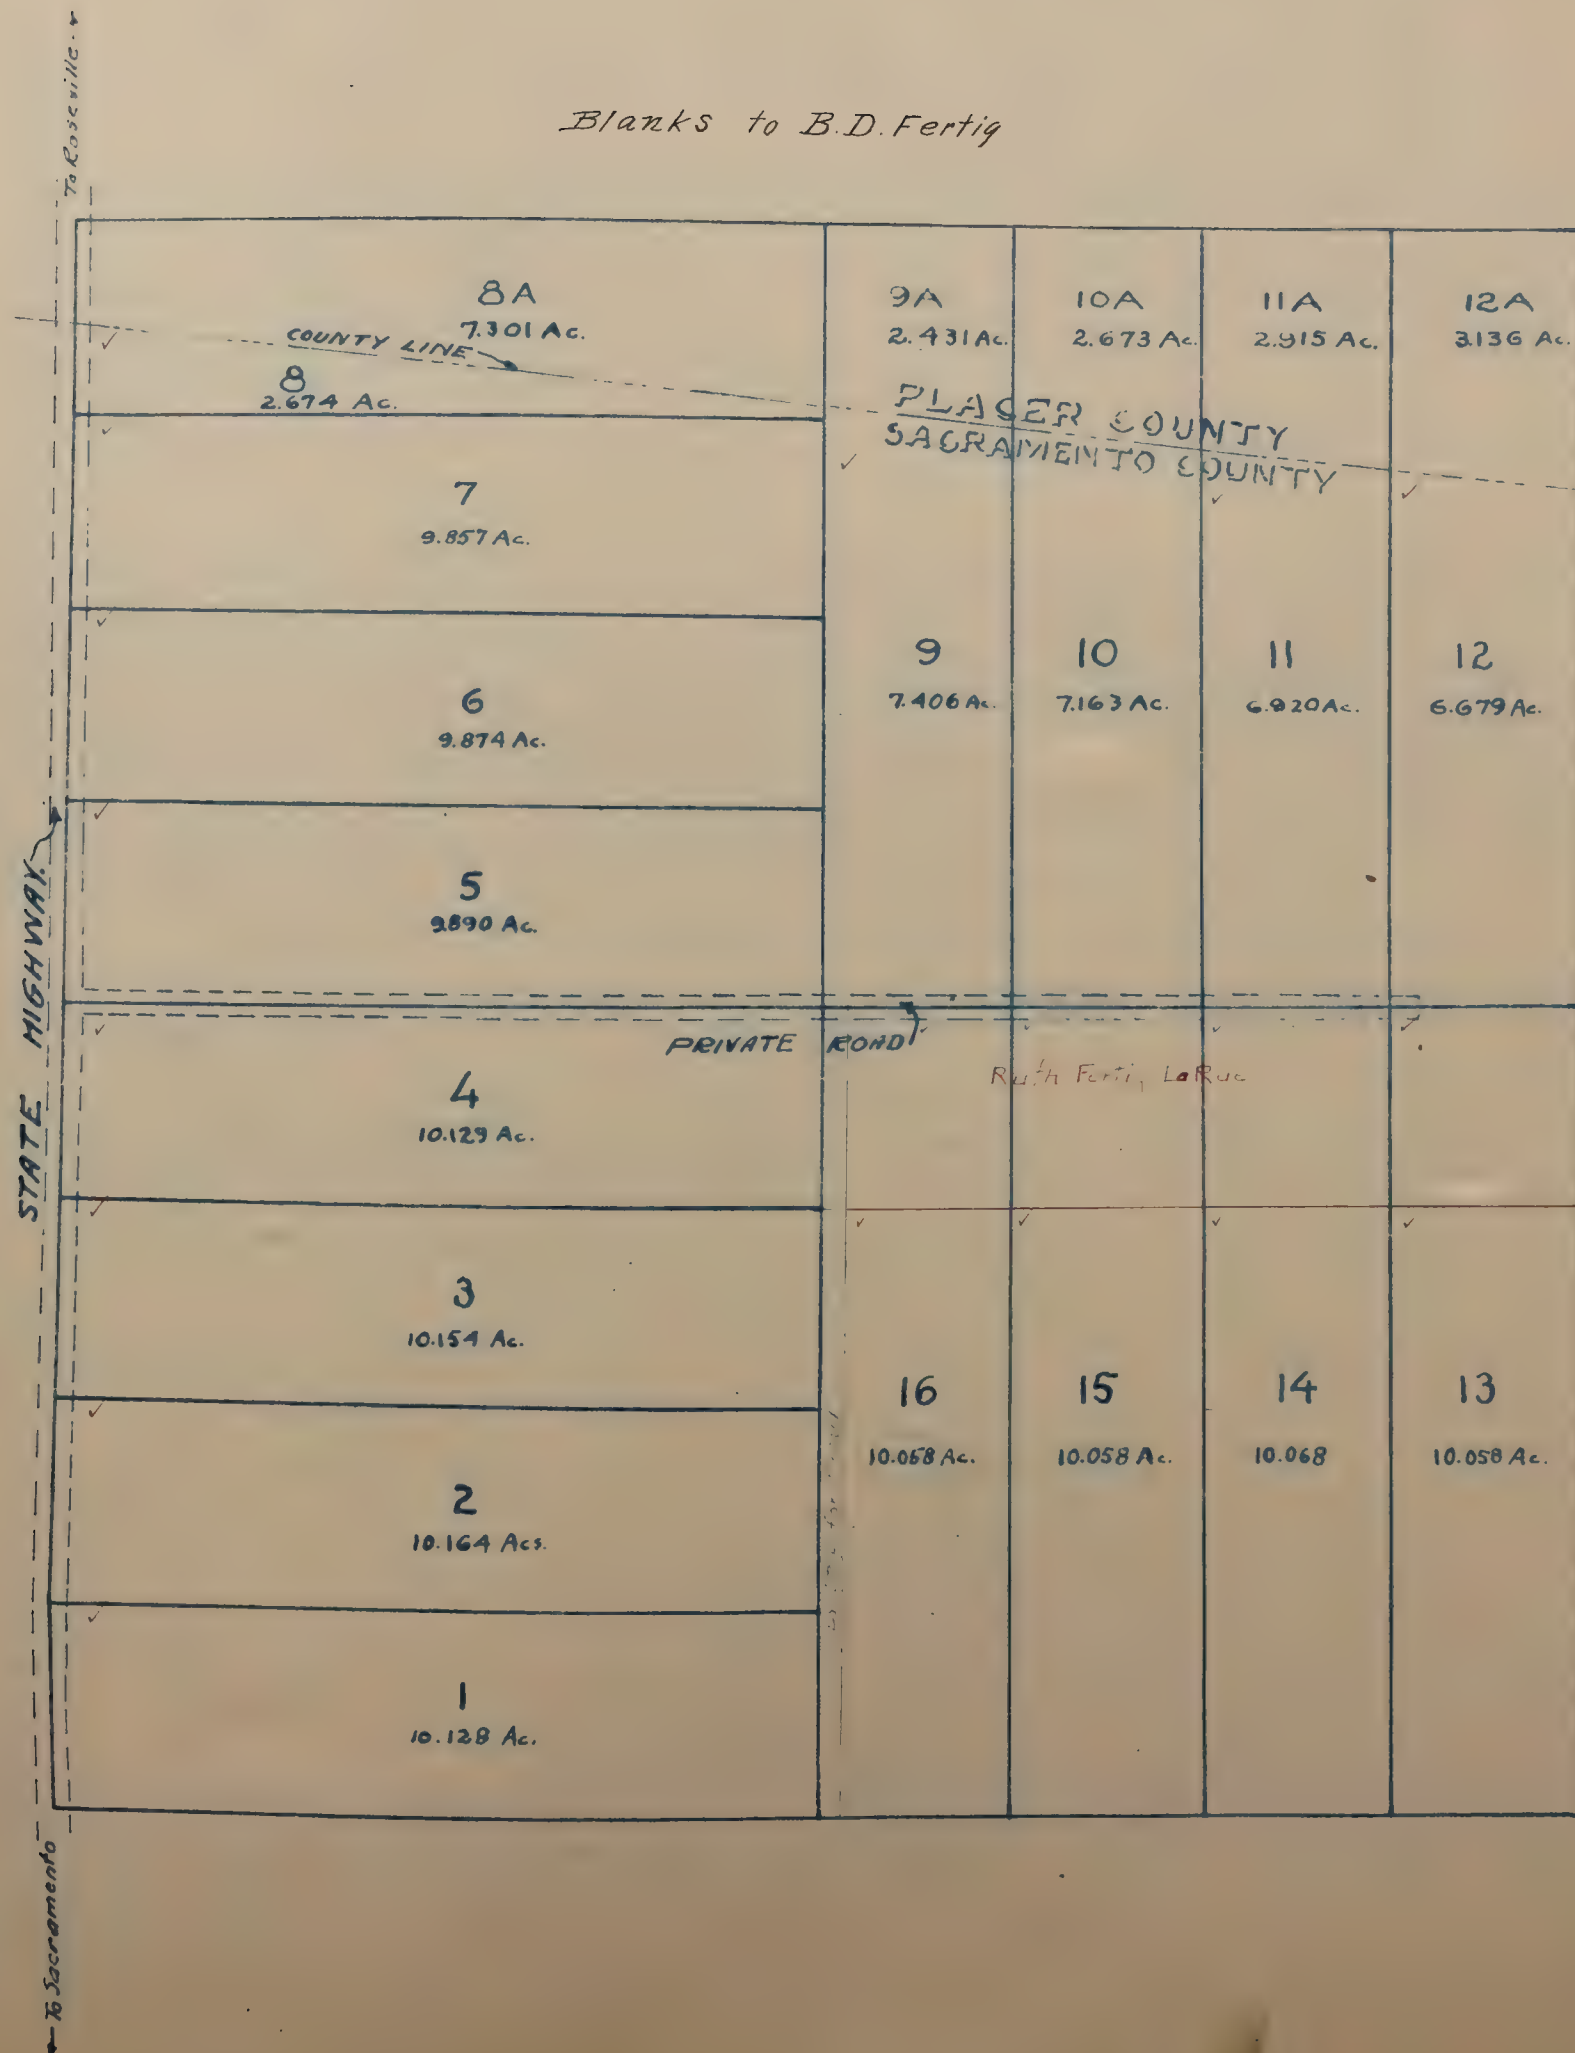 To Roseville
Blanks to B.D. Fertig
8A
7.301 Ac.
COUNTY LINE
8
2.674 Ac.
9A
2.431 Ac.
10A
2.673 Ac.
11A
2.915 Ac.
12A
3.136 Ac.
PLACER COUNTY
SACRAMENTO COUNTY
7
9.857 Ac.
6
9.874 Ac.
5
9.890 Ac.
9
7.406 Ac.
10
7.163 Ac.
11
6.920 Ac.
12
6.679 Ac.
STATE HIGHWAY
PRIVATE ROAD
Ruth LaRue
4
10.129 Ac.
3
10.154 Ac.
2
10.164 Acs.
1
10.128 Ac.
16
10.058 Ac.
15
10.058 Ac.
14
10.068
13
10.058 Ac.
To Sacramento